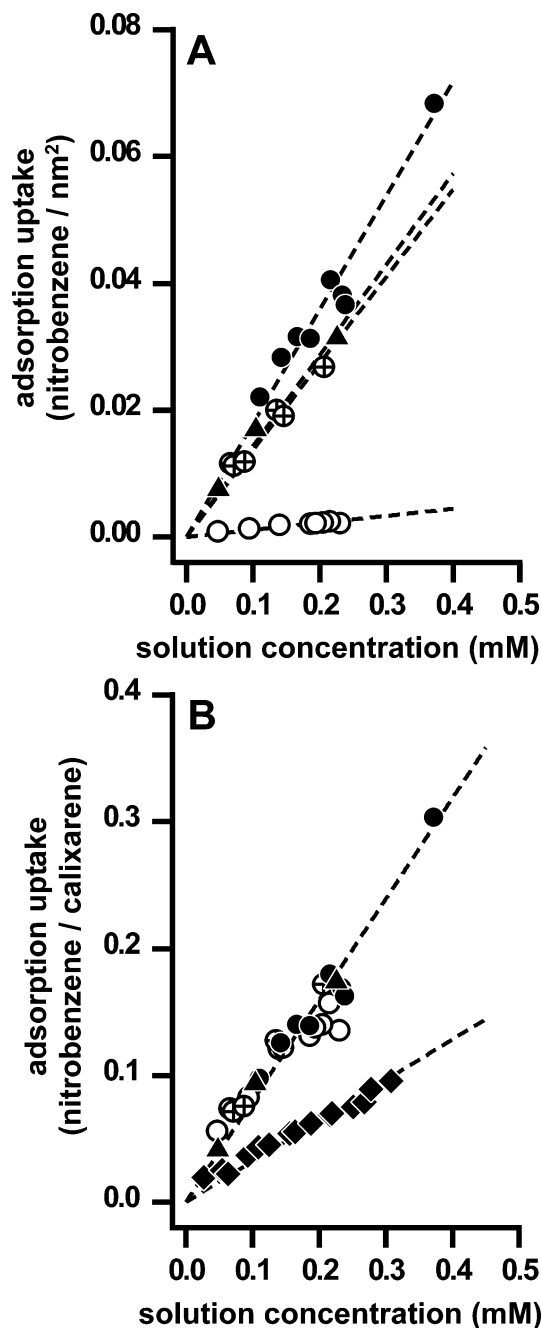 A
0.08
0.06
0.04
0.02
0.00
adsorption uptake
(nitrobenzene / nm²)
0.0 0.1 0.2 0.3 0.4 0.5
solution concentration (mM)
B
0.4
0.3
0.2
0.1
0.0
adsorption uptake
(nitrobenzene / calixarene)
0.0 0.1 0.2 0.3 0.4 0.5
solution concentration (mM)